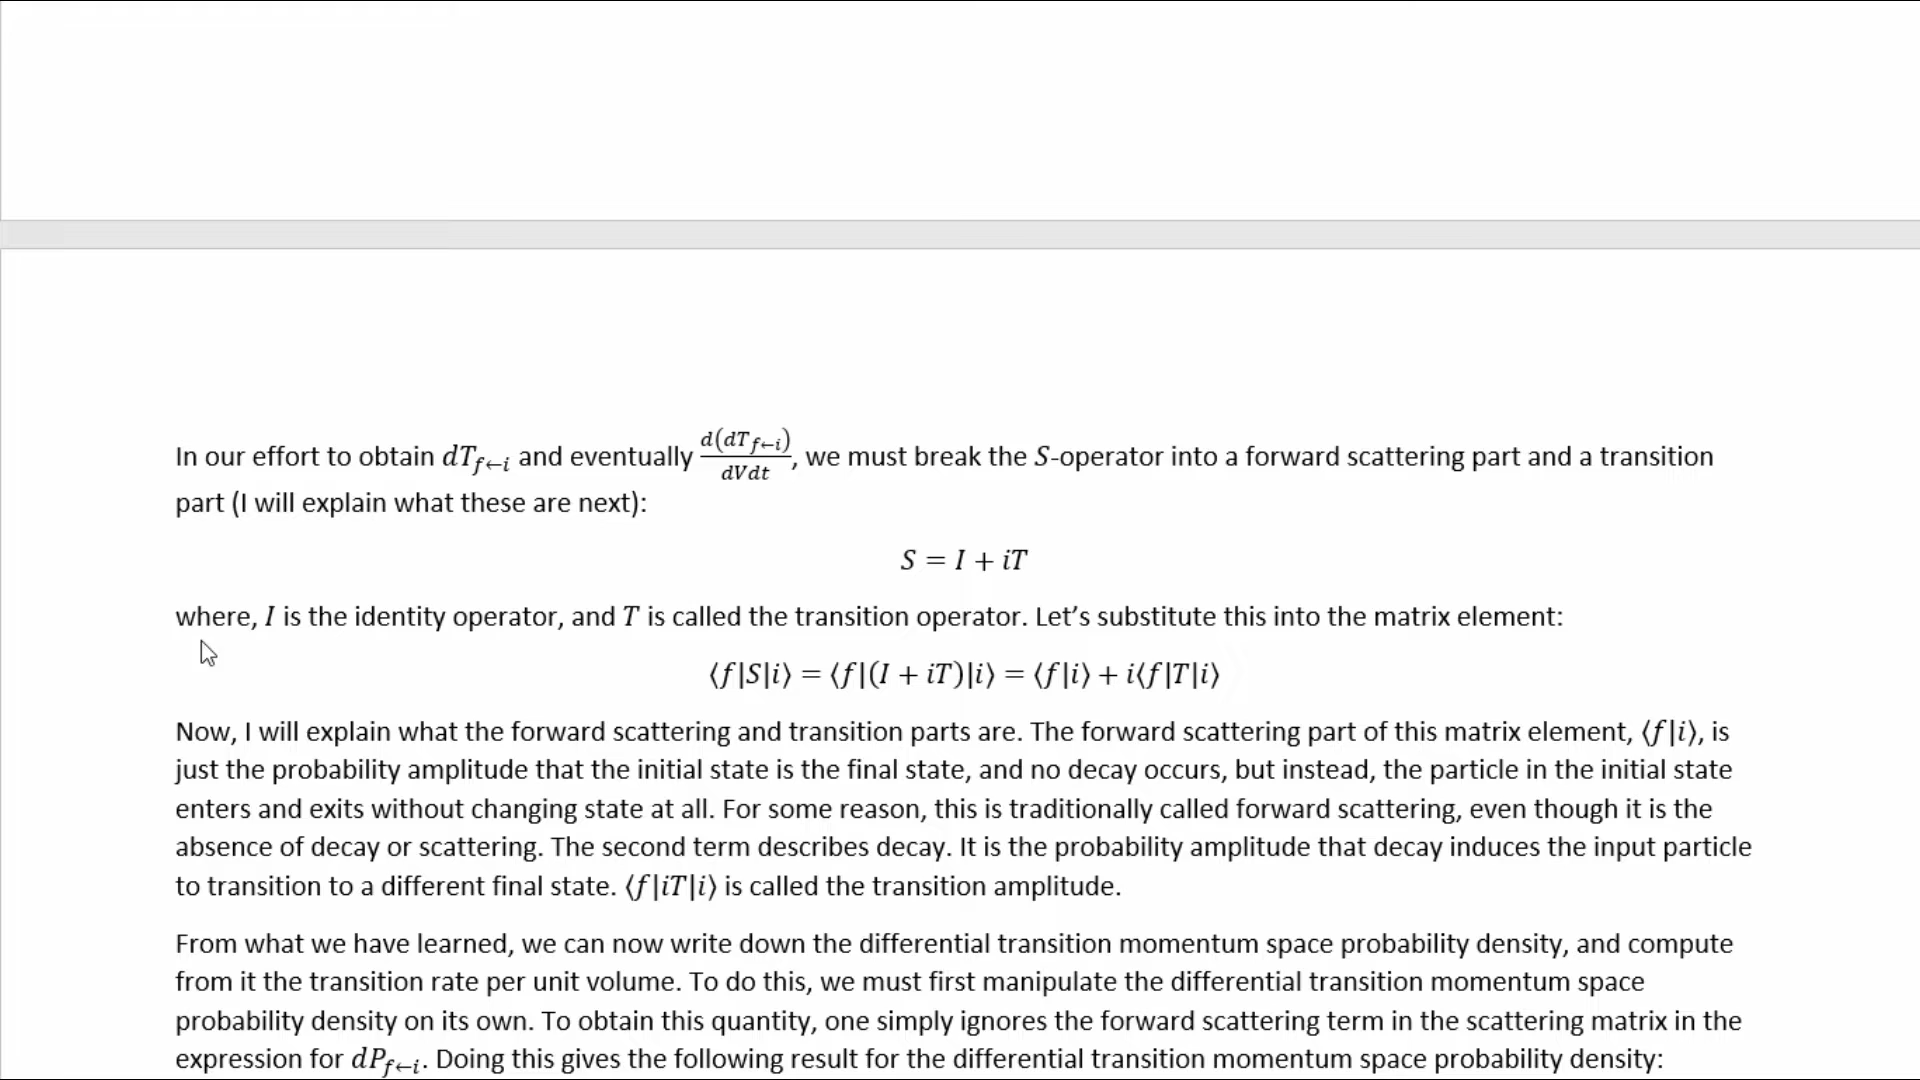 In our effort to obtain dT_{f←i} and eventually \frac{d(dT_{f←i})}{dVdt}, we must break the S-operator into a forward scattering part and a transition
part (I will explain what these are next):
S = I + iT
where, I is the identity operator, and T is called the transition operator. Let’s substitute this into the matrix element:
⟨f|S|i⟩ = ⟨f|(I + iT)|i⟩ = ⟨f|i⟩ + i⟨f|T|i⟩
Now, I will explain what the forward scattering and transition parts are. The forward scattering part of this matrix element, ⟨f|i⟩, is
just the probability amplitude that the initial state is the final state, and no decay occurs, but instead, the particle in the initial state
enters and exits without changing state at all. For some reason, this is traditionally called forward scattering, even though it is the
absence of decay or scattering. The second term describes decay. It is the probability amplitude that decay induces the input particle
to transition to a different final state. ⟨f|iT|i⟩ is called the transition amplitude.
From what we have learned, we can now write down the differential transition momentum space probability density, and compute
from it the transition rate per unit volume. To do this, we must first manipulate the differential transition momentum space
probability density on its own. To obtain this quantity, one simply ignores the forward scattering term in the scattering matrix in the
expression for dP_{f←i}. Doing this gives the following result for the differential transition momentum space probability density: